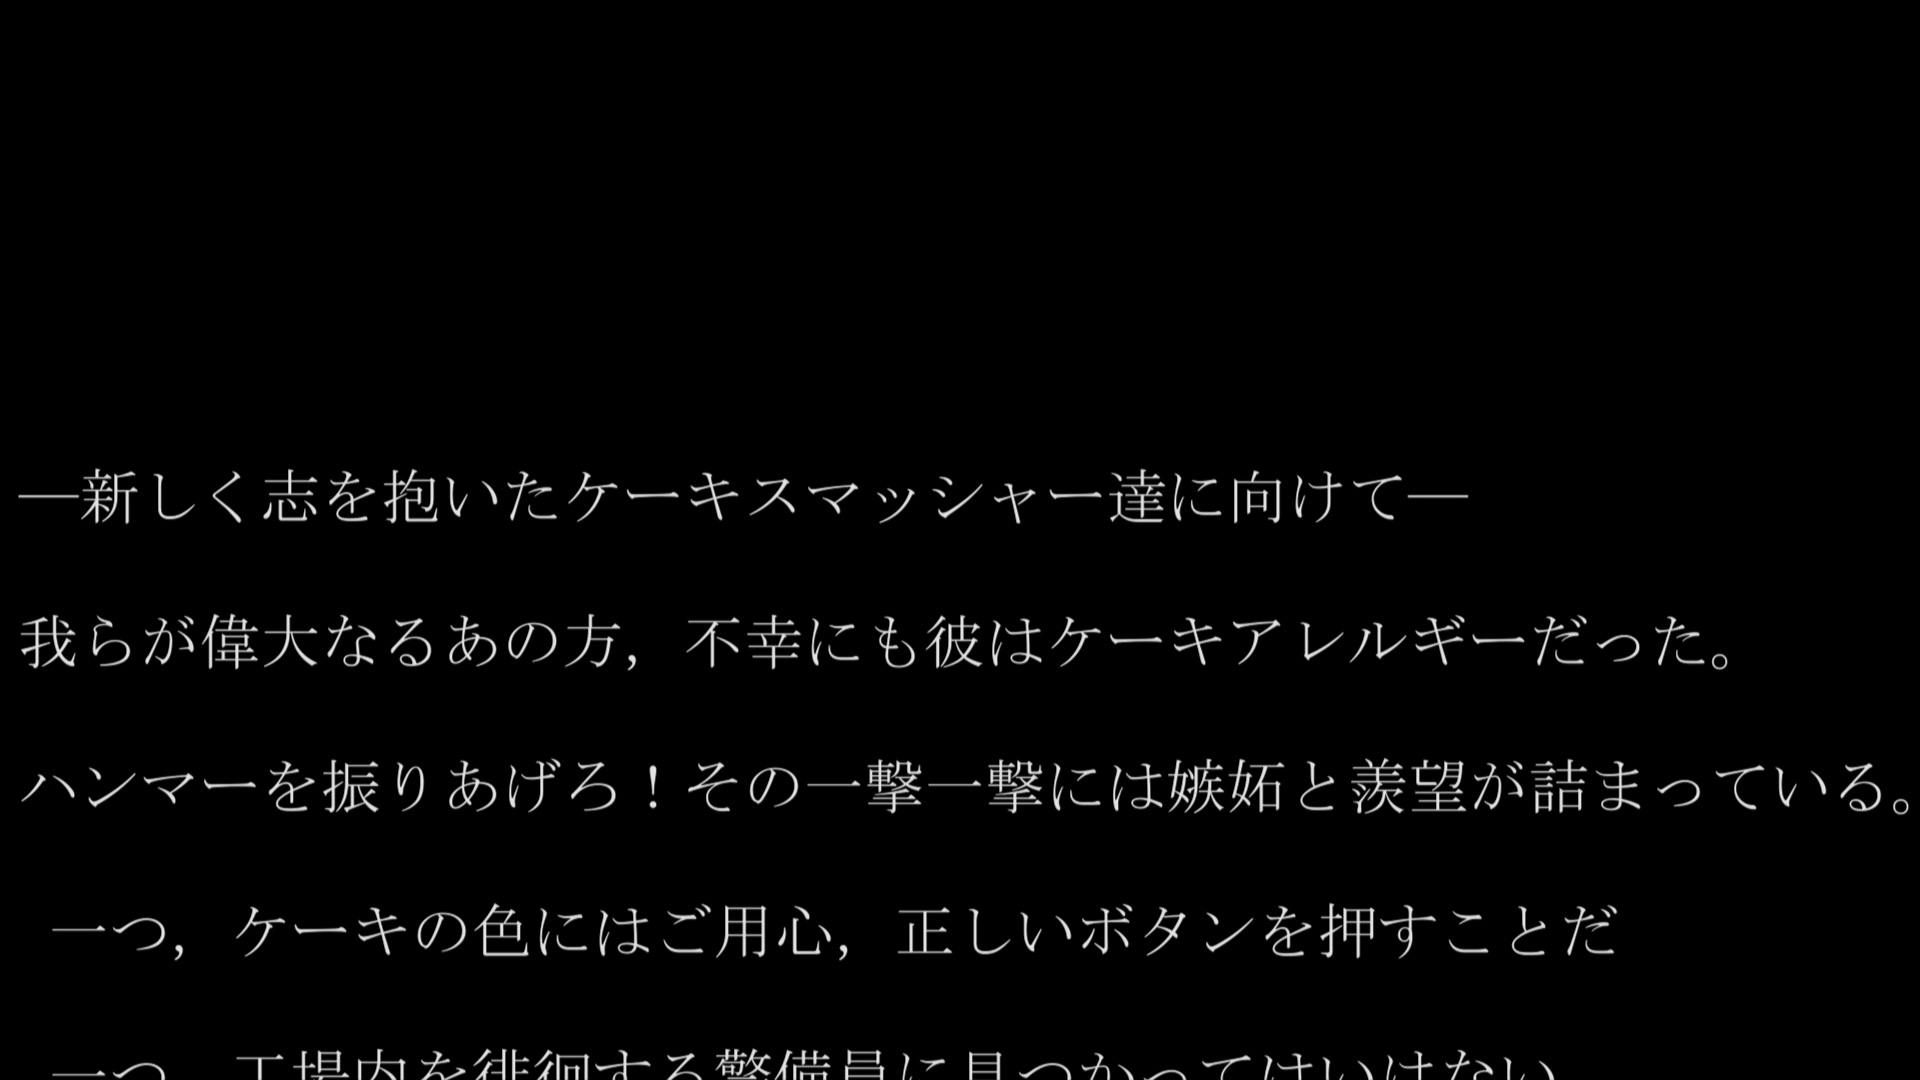 ―新しく志を抱いたケーキスマッシャー達に向けて―
我らが偉大なるあの方，不幸にも彼はケーキアレルギーだった。
ハンマーを振りあげろ！その一撃一撃には嫉妬と羨望が詰まっている。
一つ，ケーキの色にはご用心，正しいボタンを押すことだ
一つ，工場内を徘徊する警備員に見つかってはいけない